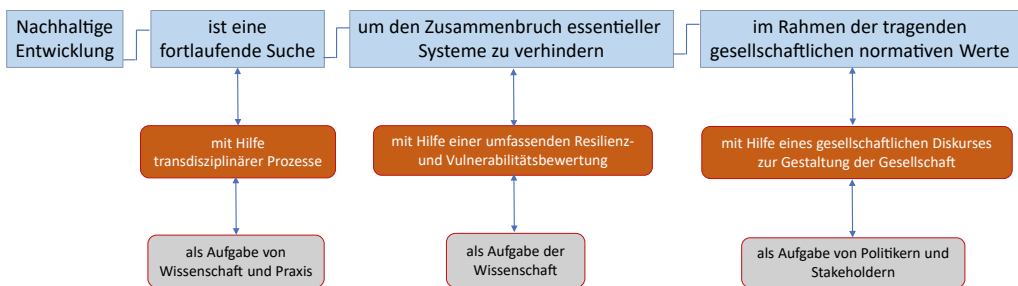 Nachhaltige
Entwicklung
ist eine
fortlaufende Suche
um den Zusammenbruch essentieller
Systeme zu verhindern
im Rahmen der tragenden
gesellschaftlichen normativen Werte
mit Hilfe
transdisziplinärer Prozesse
mit Hilfe einer umfassenden Resilienz-
und Vulnerabilitätsbewertung
mit Hilfe eines gesellschaftlichen Diskurses
zur Gestaltung der Gesellschaft
als Aufgabe von
Wissenschaft und Praxis
als Aufgabe der
Wissenschaft
als Aufgabe von Politikern und
Stakeholdern